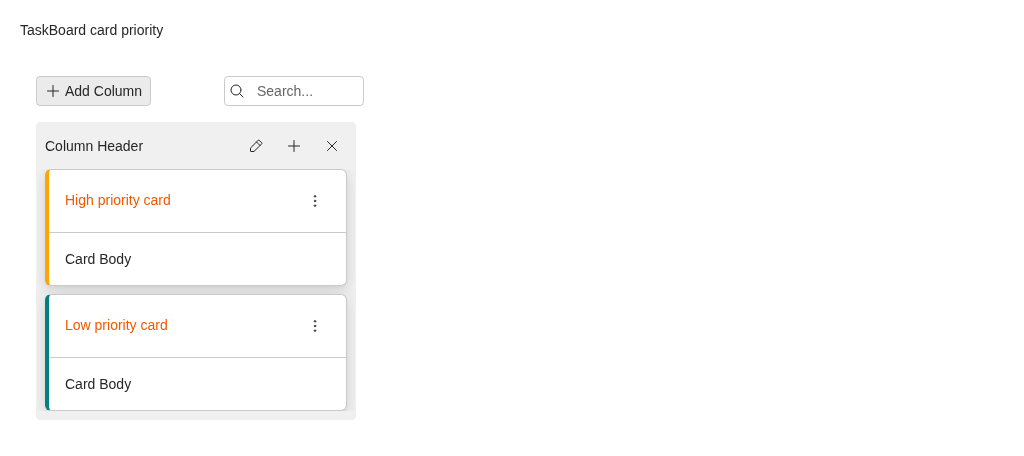 TaskBoard card priority
Add Column
Search...
Column Header
High priority card
Card Body
Low priority card
Card Body